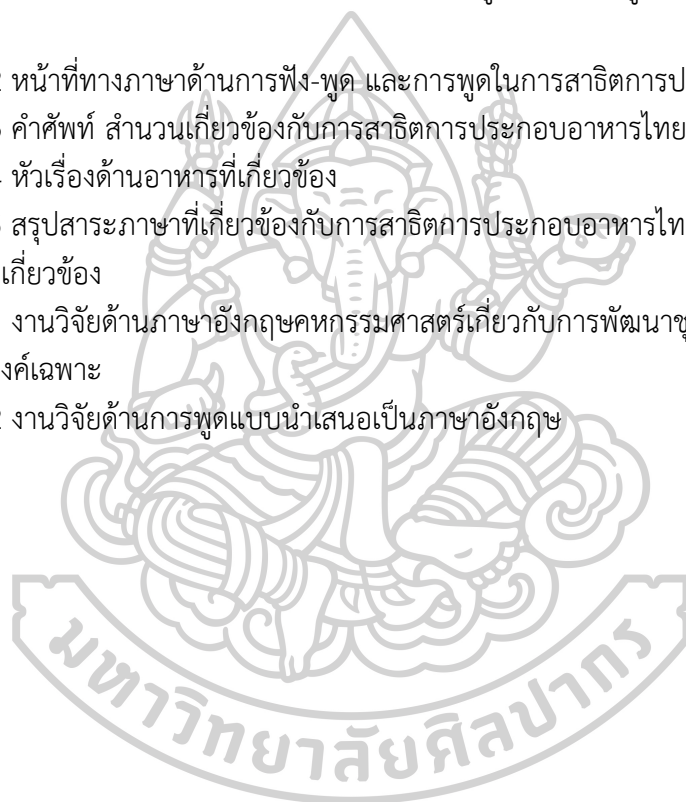 หน้าที่ทางภาษาด้านการฟัง-พูด และการพูดในการสาธิตการป
คำศัพท์ สำนวนเกี่ยวข้องกับการสาธิตการประกอบอาหารไทย
หัวเรื่องด้านอาหารที่เกี่ยวข้อง
สรุปสาระภาษาที่เกี่ยวข้องกับการสาธิตการประกอบอาหารไท
เกี่ยวข้อง
งานวิจัยด้านภาษาอังกฤษคหกรรมศาสตร์เกี่ยวกับการพัฒนาชุ
งค์เฉพาะ
2 งานวิจัยด้านการพูดแบบนำเสนอเป็นภาษาอังกฤษ
มหาวิทยาลัยศิลปากร